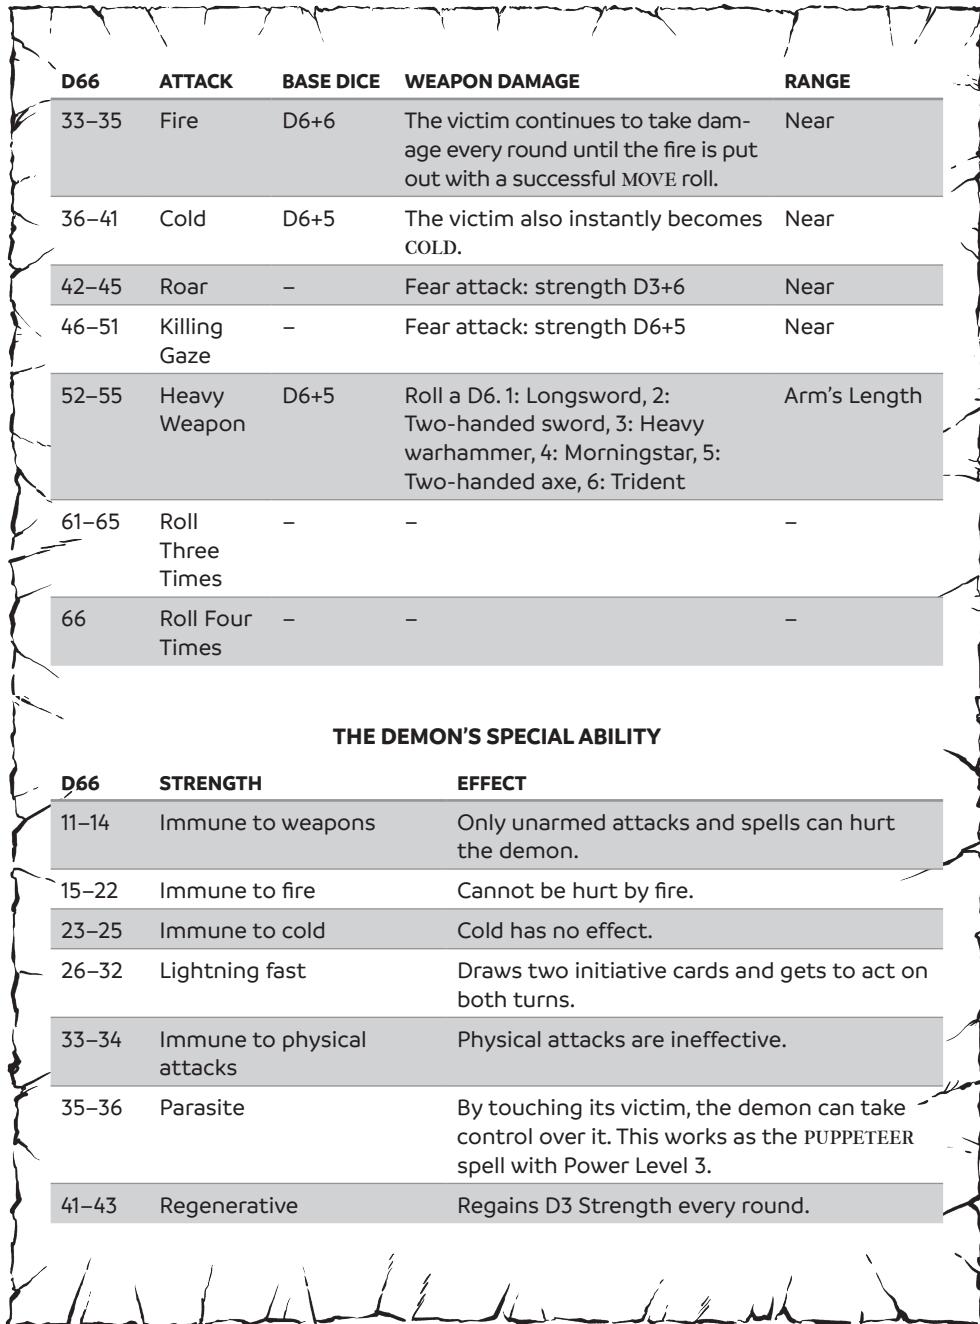 D66 ATTACK BASE DICE WEAPON DAMAGE RANGE
33–35 Fire D6+6 The victim continues to take dam- Near
age every round until the fire is put
out with a successful MOVE roll.
36–41 Cold D6+5 The victim also instantly becomes Near
COLD.
42–45 Roar – Fear attack: strength D3+6 Near
46–51 Killing – Fear attack: strength D6+5 Near
Gaze
52–55 Heavy D6+5 Roll a D6. 1: Longsword, 2: Arm’s Length
Weapon Two-handed sword, 3: Heavy
warhammer, 4: Morningstar, 5:
Two-handed axe, 6: Trident
61–65 Roll – – –
Three
Times
66 Roll Four – – –
Times
THE DEMON’S SPECIAL ABILITY
D66 STRENGTH EFFECT
11–14 Immune to weapons Only unarmed attacks and spells can hurt
the demon.
15–22 Immune to fire Cannot be hurt by fire.
23–25 Immune to cold Cold has no effect.
26–32 Lightning fast Draws two initiative cards and gets to act on
both turns.
33–34 Immune to physical Physical attacks are ineffective.
attacks
35–36 Parasite By touching its victim, the demon can take
control over it. This works as the PUPPETEER
spell with Power Level 3.
41–43 Regenerative Regains D3 Strength every round.